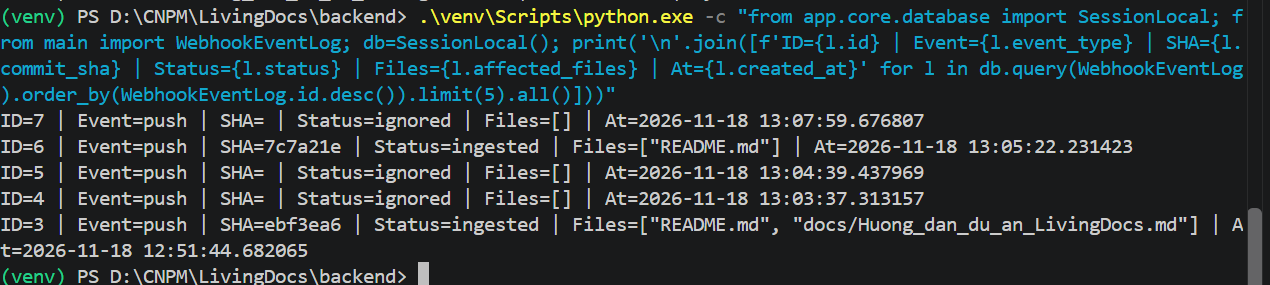 (venv) PS D:\CNPM\LivingDocs\backend> .\venv\Scripts\python.exe -c "from app.core.database import SessionLocal; f
rom main import WebhookEventLog; db=SessionLocal(); print('\n'.join([f'ID={l.id} | Event={l.event_type} | SHA={l.
commit_sha} | Status={l.status} | Files={l.affected_files} | At={l.created_at}' for l in db.query(WebhookEventLog
).order_by(WebhookEventLog.id.desc()).limit(5).all()]))"
ID=7 | Event=push | SHA= | Status=ignored | Files=[] | At=2026-11-18 13:07:59.676807
ID=6 | Event=push | SHA=7c7a21e | Status=ingested | Files=["README.md"] | At=2026-11-18 13:05:22.231423
ID=5 | Event=push | SHA= | Status=ignored | Files=[] | At=2026-11-18 13:04:39.437969
ID=4 | Event=push | SHA= | Status=ignored | Files=[] | At=2026-11-18 13:03:37.313157
ID=3 | Event=push | SHA=ebf3ea6 | Status=ingested | Files=["README.md", "docs/Huong_dan_du_an_LivingDocs.md"] | A
t=2026-11-18 12:51:44.682065
(venv) PS D:\CNPM\LivingDocs\backend>